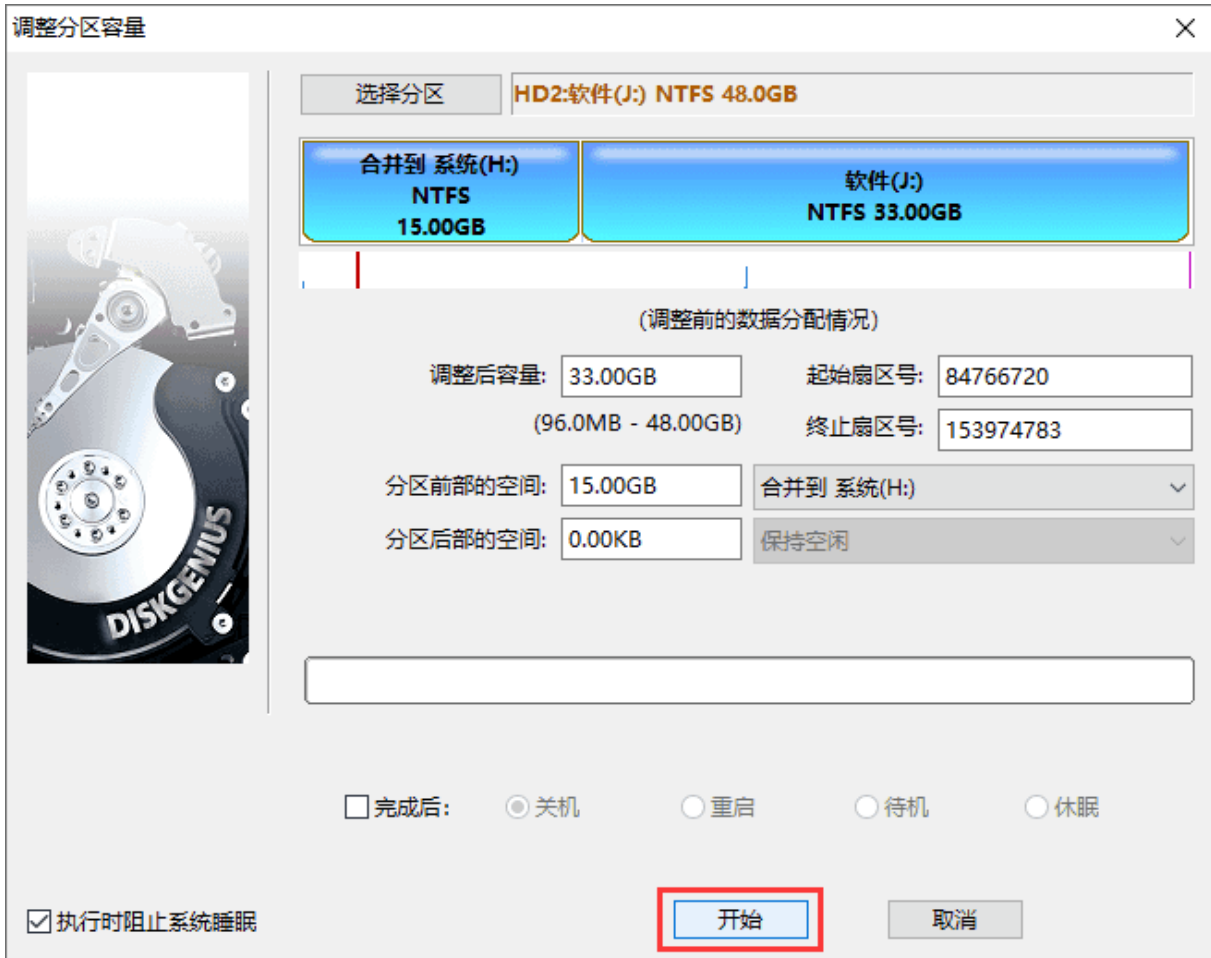 调整分区容量
选择分区
HD2:软件(J:) NTFS 48.0GB
合并到 系统(H:)
NTFS
15.00GB
软件(J:)
NTFS 33.00GB
(调整前的数据分配情况)
调整后容量: 33.00GB
起始扇区号: 84766720
(96.0MB - 48.00GB)
终止扇区号: 153974783
分区前部的空间: 15.00GB
合并到 系统(H:)
分区后部的空间: 0.00KB
保持空闲
DISKGENIUS
完成后: 关机 重启 待机 休眠
执行时阻止系统睡眠
开始
取消